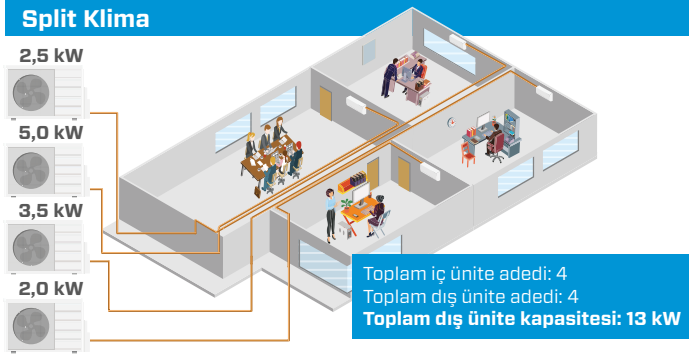 Split Klima
2,5 kW
5,0 kW
3,5 kW
2,0 kW
Toplam iç ünite adedi: 4
Toplam dış ünite adedi: 4
Toplam dış ünite kapasitesi: 13 kW